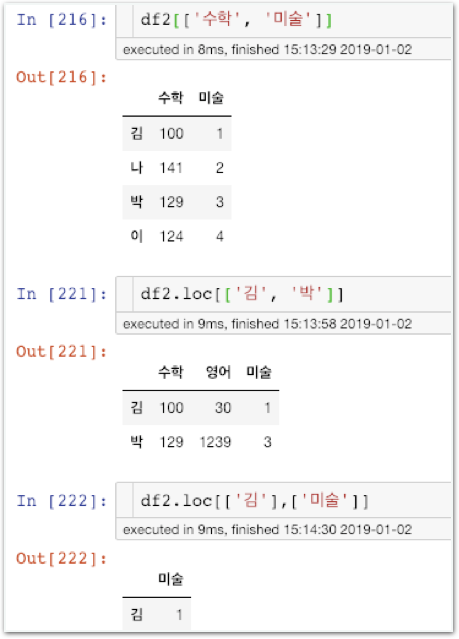 In [216]: df2[['수학', '미술']]
executed in 8ms, finished 15:13:29 2019-01-02
Out[216]:
수학 미술
김 100 1
나 141 2
박 129 3
이 124 4
In [221]: df2.loc[['김', '박']]
executed in 9ms, finished 15:13:58 2019-01-02
Out[221]:
수학 영어 미술
김 100 30 1
박 129 1239 3
In [222]: df2.loc[['김'],['미술']]
executed in 9ms, finished 15:14:30 2019-01-02
Out[222]:
미술
김 1